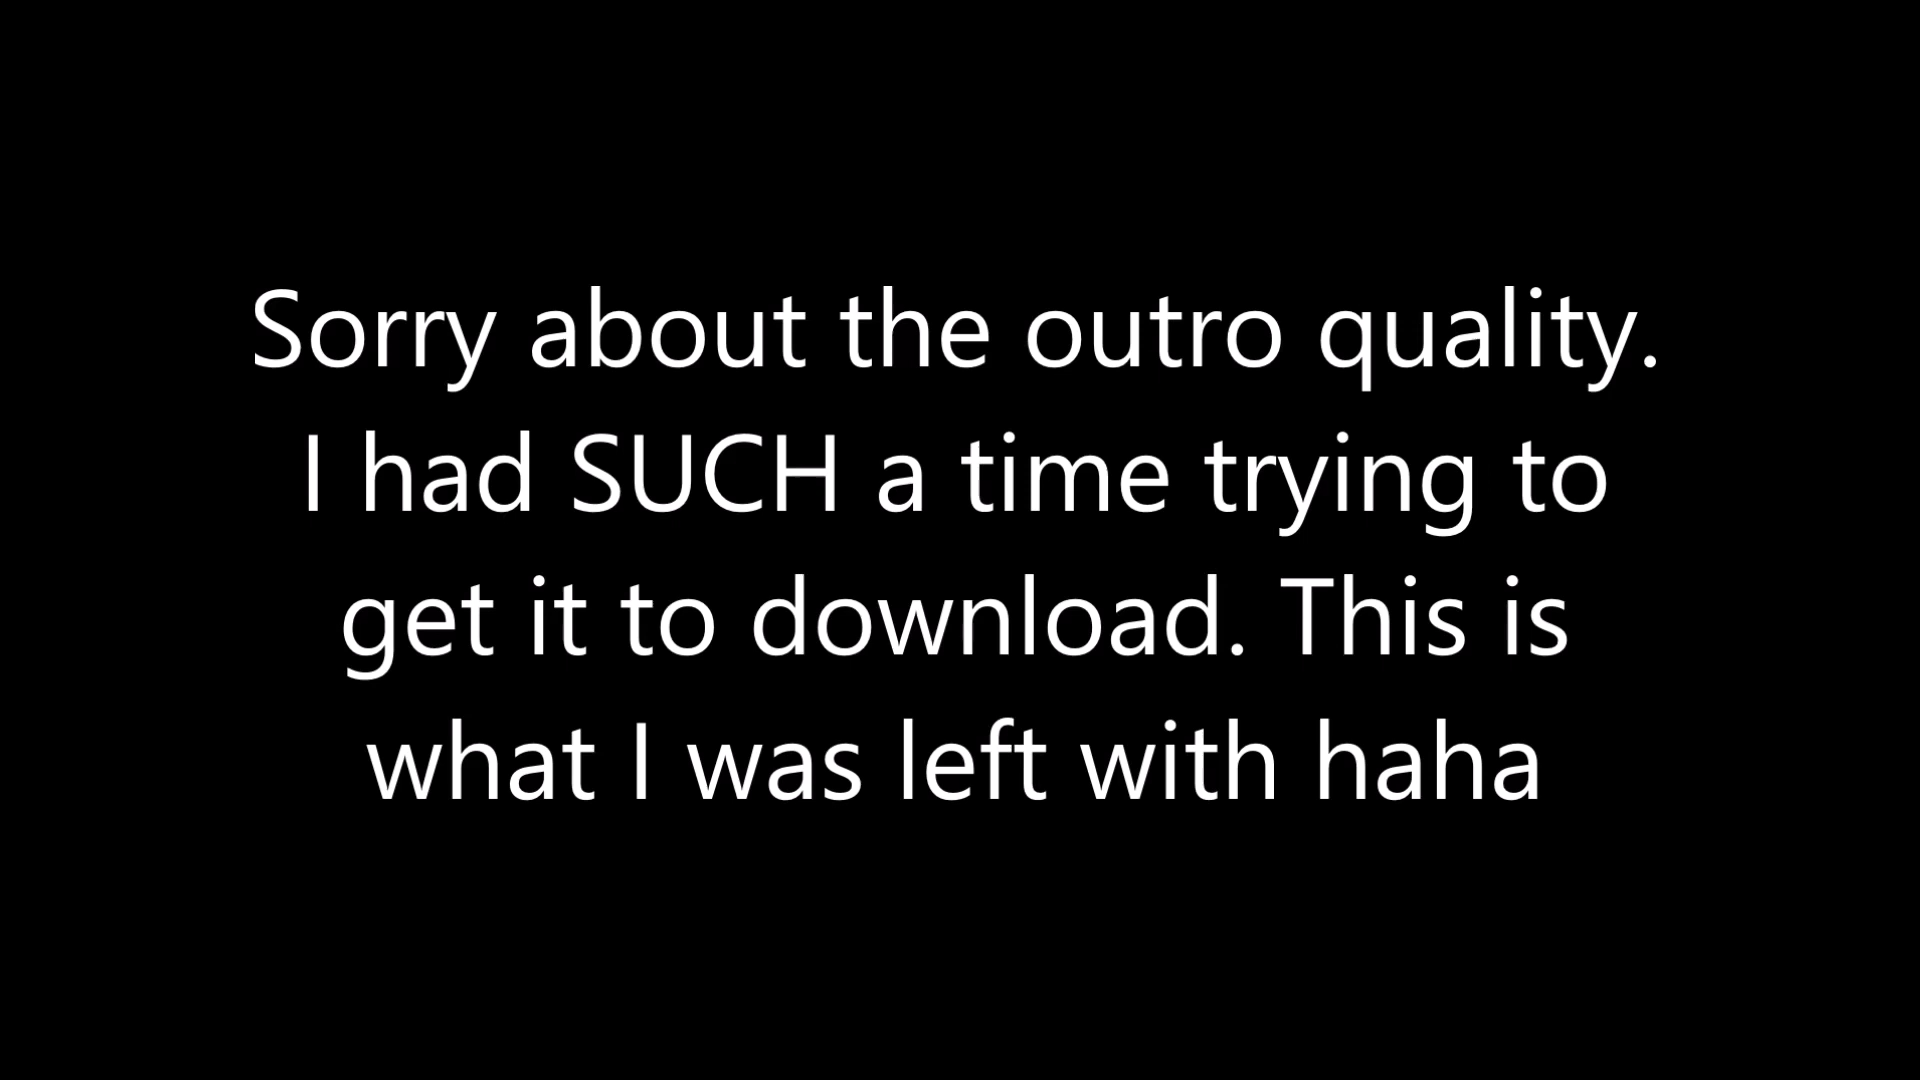 Sorry about the outro quality.
I had SUCH a time trying to
get it to download. This is
what I was left with haha